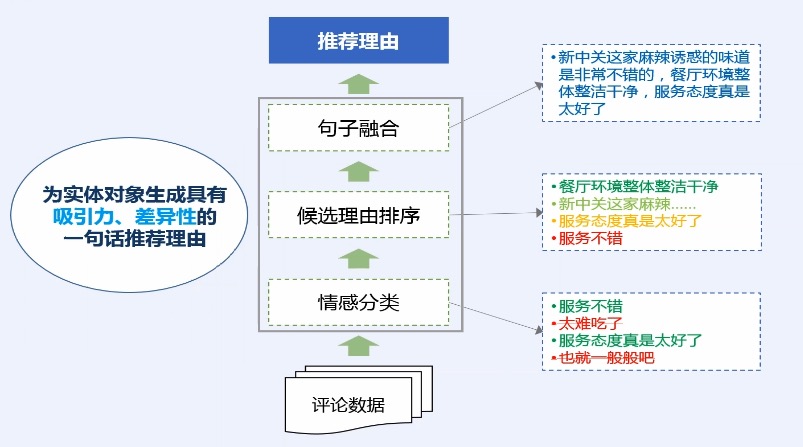 推荐理由
句子融合
候选理由排序
情感分类
评论数据
为实体对象生成具有
吸引力、差异性的
一句话推荐理由
•新中关这家麻辣诱惑的味道
是非常不错的，餐厅环境整
体整洁干净，服务态度真是
太好了
•餐厅环境整体整洁干净
•新中关这家麻辣……
•服务态度真是太好了
•服务不错
•服务不错
•太难吃了
•服务态度真是太好了
•也就一般般吧